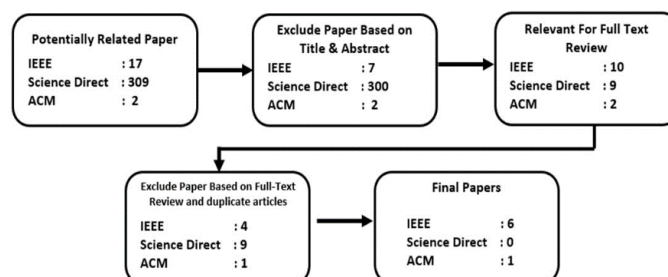 Potentially Related Paper
IEEE : 17
Science Direct : 309
ACM : 2
Exclude Paper Based on
Title & Abstract
IEEE : 7
Science Direct : 300
ACM : 2
Relevant For Full Text
Review
IEEE : 10
Science Direct : 9
ACM : 2
Exclude Paper Based on Full-Text
Review and duplicate articles
IEEE : 4
Science Direct : 9
ACM : 1
Final Papers
IEEE : 6
Science Direct : 0
ACM : 1